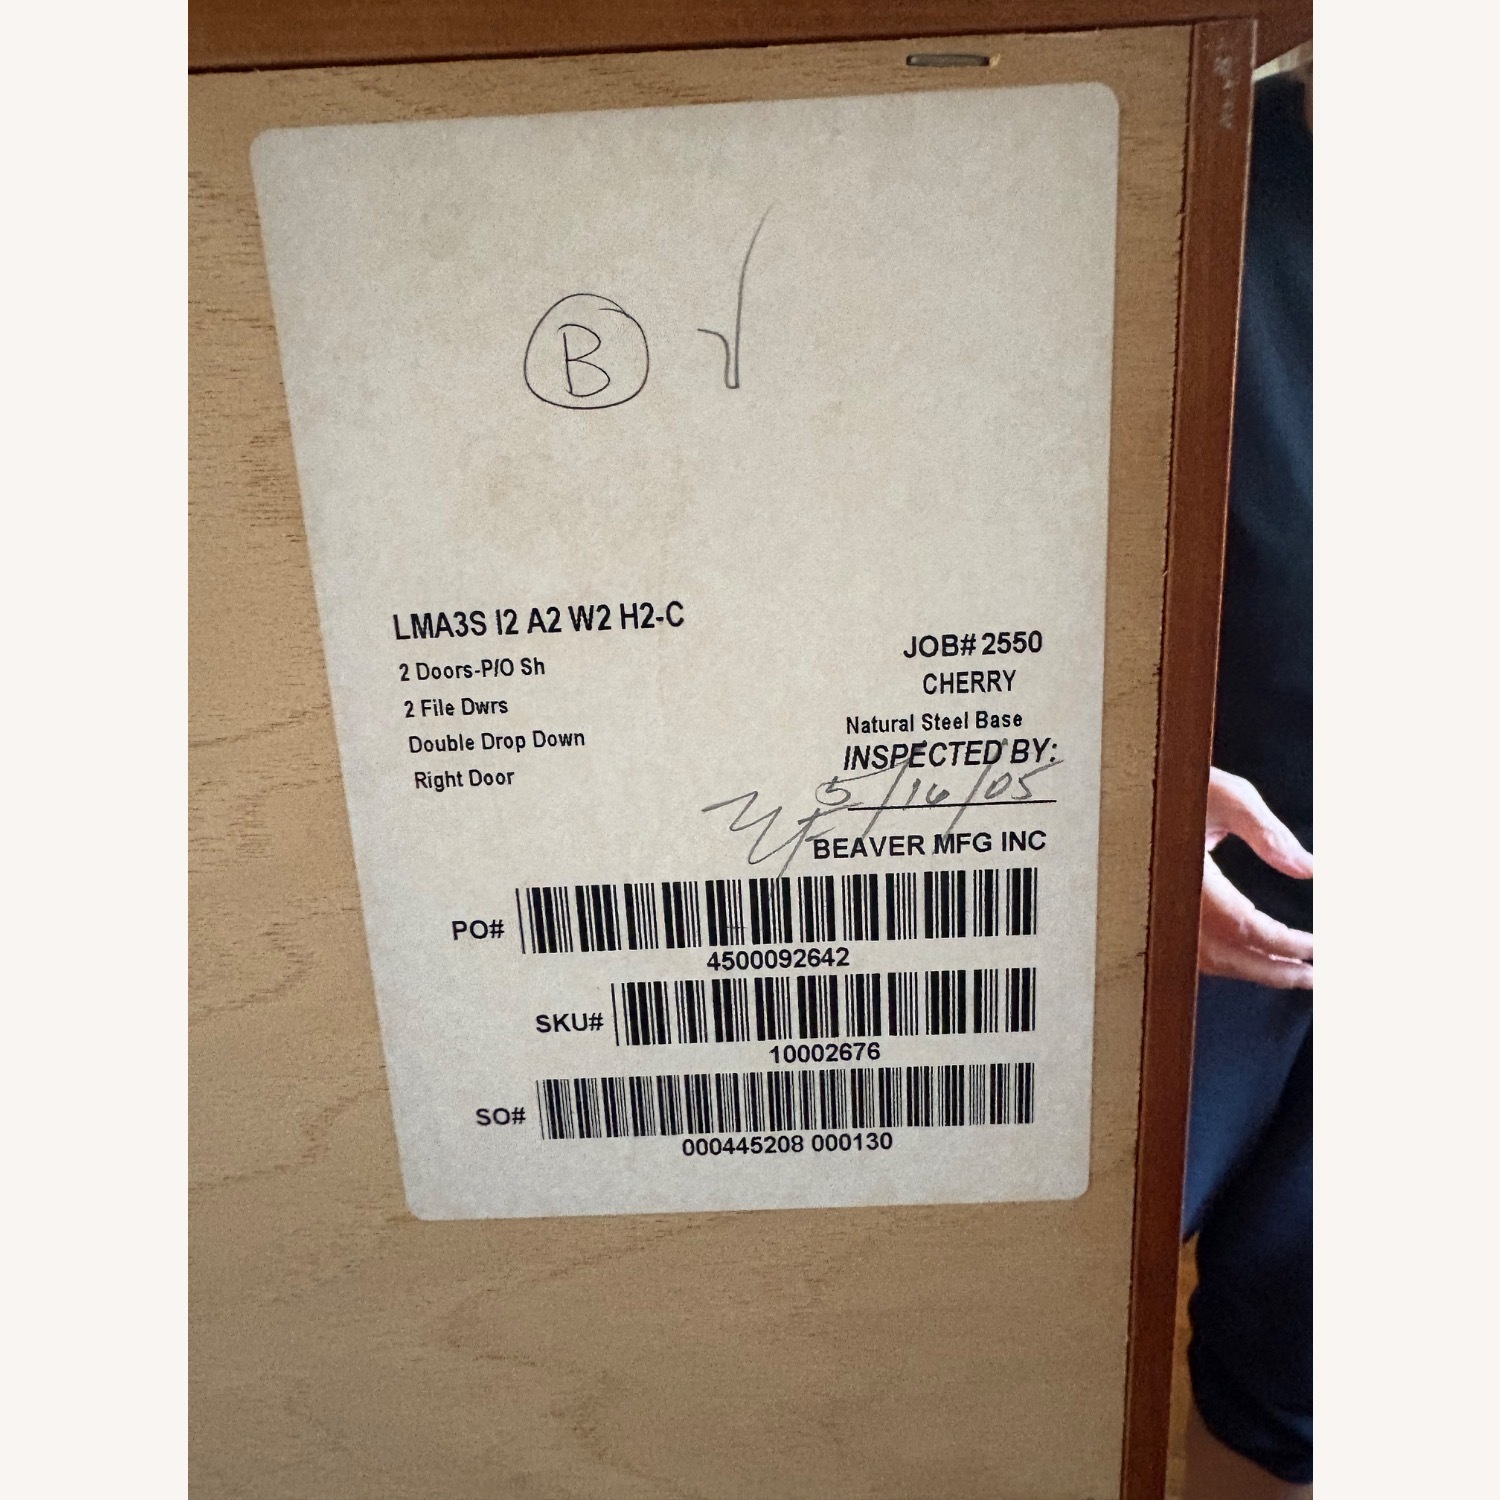 B
LMA3S I2 A2 W2 H2-C
2 Doors-P/O Sh
2 File Dwrs
Double Drop Down
Right Door
JOB# 2550
CHERRY
Natural Steel Base
INSPECTED BY:
5/16/05
BEAVER MFG INC
PO#
4500092642
SKU#
10002676
SO#
000445208 000130